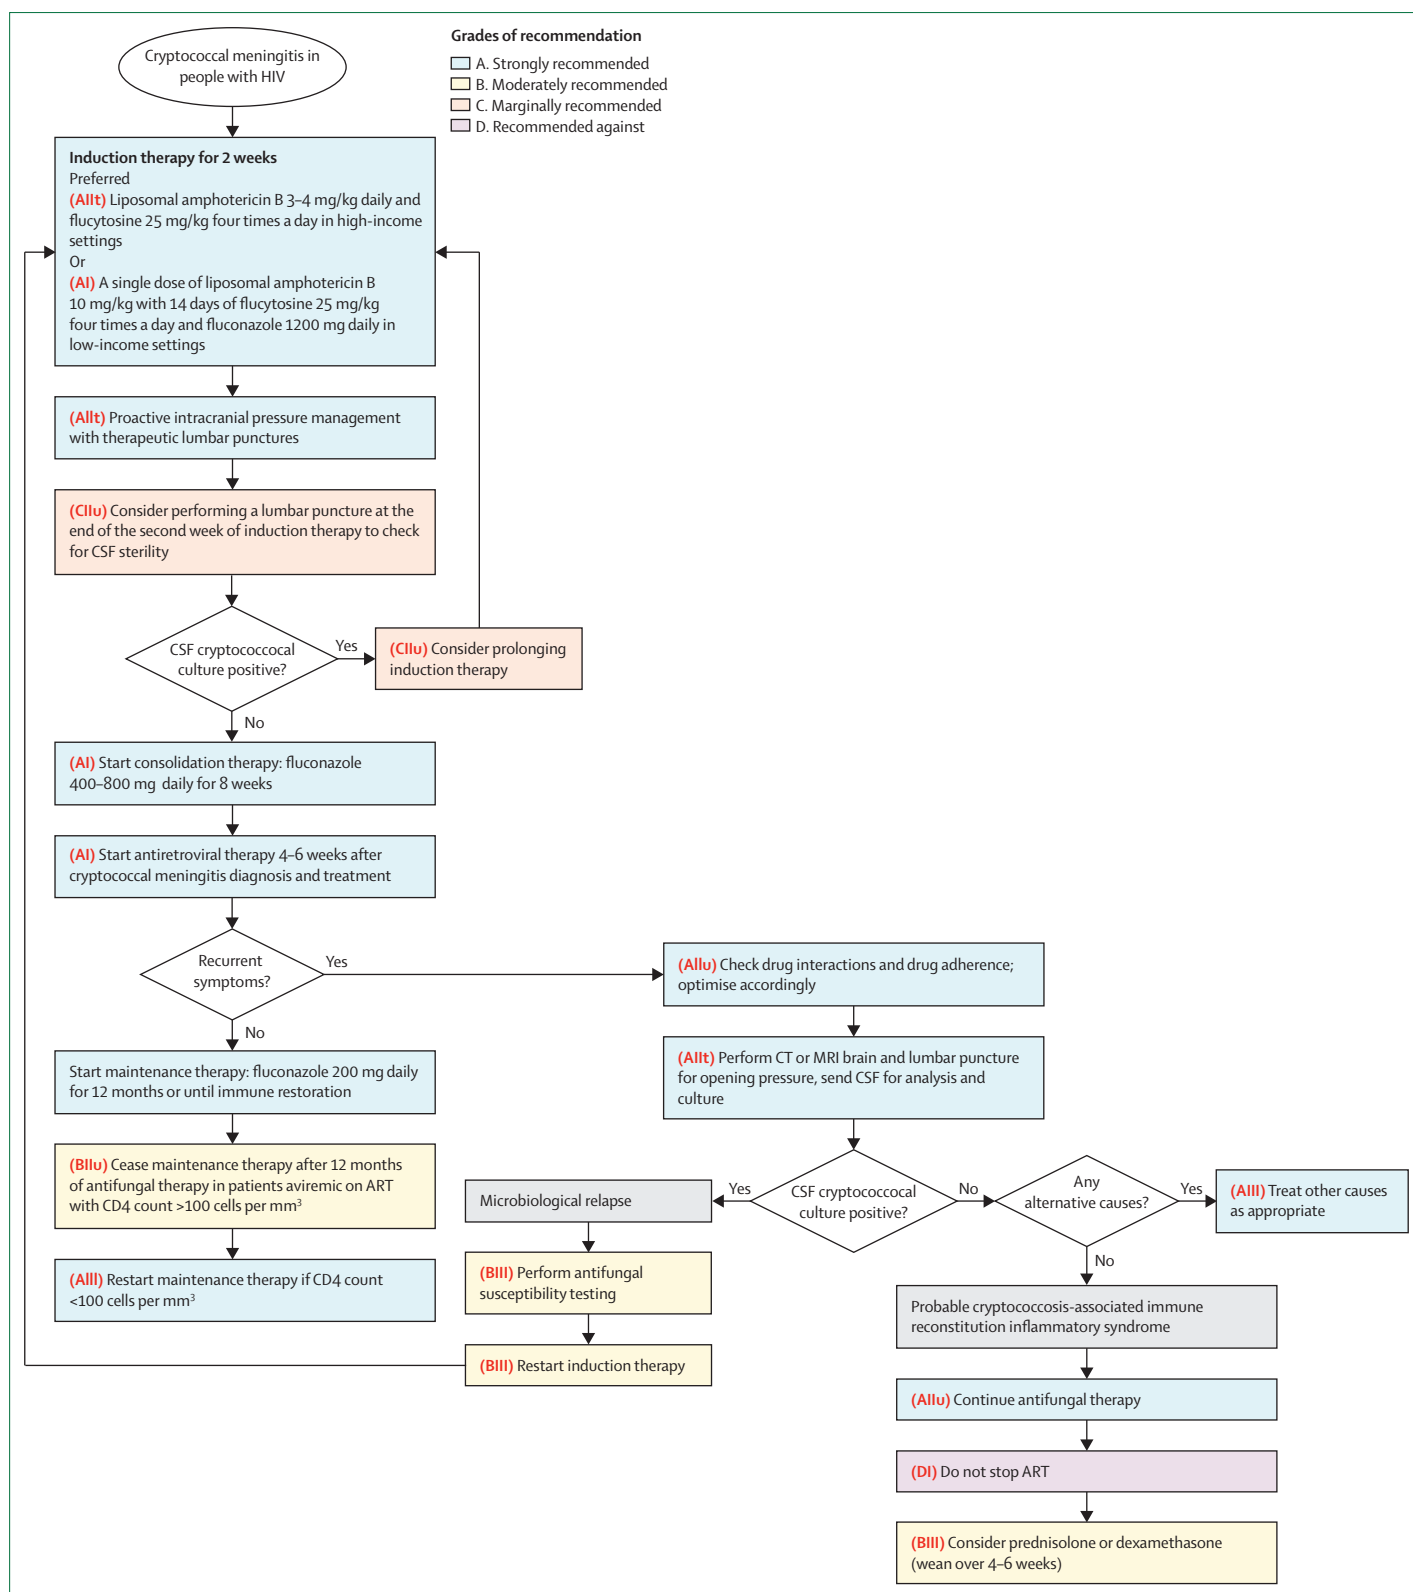 Cryptococcal meningitis in
people with HIV
Grades of recommendation
A. Strongly recommended
B. Moderately recommended
C. Marginally recommended
D. Recommended against
Induction therapy for 2 weeks
Preferred
(AIIt) Liposomal amphotericin B 3–4 mg/kg daily and
flucytosine 25 mg/kg four times a day in high-income
settings
Or
(AI) A single dose of liposomal amphotericin B
10 mg/kg with 14 days of flucytosine 25 mg/kg
four times a day and fluconazole 1200 mg daily in
low-income settings
(AIIt) Proactive intracranial pressure management
with therapeutic lumbar punctures
(CIIu) Consider performing a lumbar puncture at the
end of the second week of induction therapy to check
for CSF sterility
CSF cryptococcocal
culture positive?
Yes
(CIIu) Consider prolonging
induction therapy
No
(AI) Start consolidation therapy: fluconazole
400–800 mg daily for 8 weeks
(AI) Start antiretroviral therapy 4–6 weeks after
cryptococcal meningitis diagnosis and treatment
Recurrent
symptoms?
Yes
No
Start maintenance therapy: fluconazole 200 mg daily
for 12 months or until immune restoration
(BIIu) Cease maintenance therapy after 12 months
of antifungal therapy in patients aviremic on ART
with CD4 count >100 cells per mm³
(AIII) Restart maintenance therapy if CD4 count
<100 cells per mm³
(AIIu) Check drug interactions and drug adherence;
optimise accordingly
(AIIt) Perform CT or MRI brain and lumbar puncture
for opening pressure, send CSF for analysis and
culture
CSF cryptococcocal
culture positive?
Yes
Microbiological relapse
(BIII) Perform antifungal
susceptibility testing
(BIII) Restart induction therapy
No
Any
alternative causes?
Yes
(AIII) Treat other causes
as appropriate
No
Probable cryptococcosis-associated immune
reconstitution inflammatory syndrome
(AIIu) Continue antifungal therapy
(DI) Do not stop ART
(BIII) Consider prednisolone or dexamethasone
(wean over 4–6 weeks)